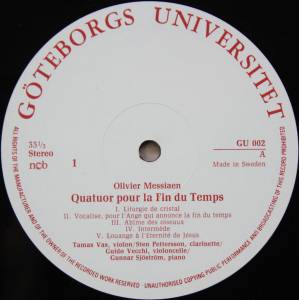 GÖTEBORGS UNIVERSITET
33⅓
Stereo
ncb
1
GU 002
A
Made in Sweden
Olivier Messiaen
Quatuor pour la Fin du Temps
I. Liturgie de cristal
II. Vocalise, pour l'Ange qui annonce la fin du temps
III. Abîme des oiseaux
IV. Intermède
V. Louange à l'Eternité de Jésus
Tamas Vas, violon/Sten Pettersson, clarinette/
Guido Vecchi, violoncelle/
Gunnar Sjöström, piano
ALL RIGHTS OF THE MANUFACTURER AND OF THE OWNER OF THE RECORDED WORK RESERVED · UNAUTHORISED COPYING PUBLIC PERFORMANCE AND BROADCASTING OF THIS RECORD PROHIBITED